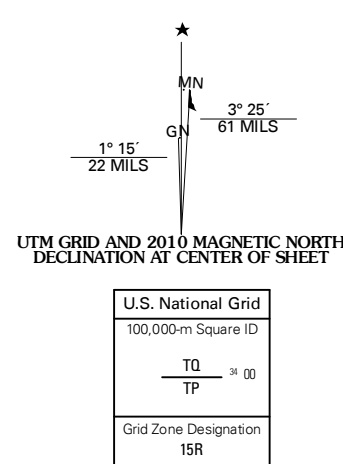 ★
MN
3° 25´
61 MILS
GN
1° 15´
22 MILS
UTM GRID AND 2010 MAGNETIC NORTH
DECLINATION AT CENTER OF SHEET
U.S. National Grid
100,000-m Square ID
TQ
34 00
TP
Grid Zone Designation
15R